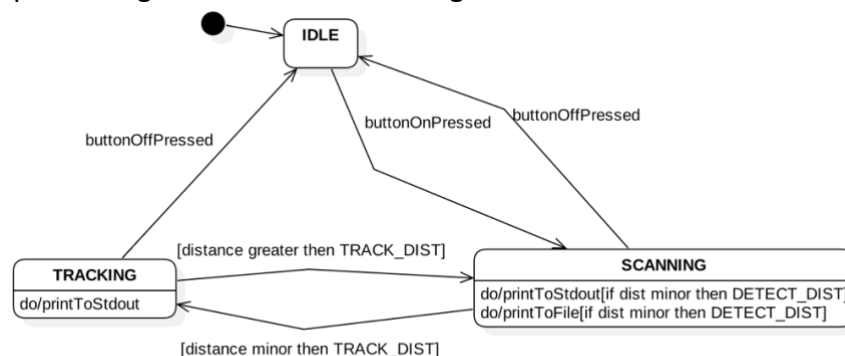 IDLE
buttonOnPressed
buttonOffPressed
buttonOffPressed
[distance greater then TRACK_DIST]
TRACKING
do/printToStdout
SCANNING
do/printToStdout[if dist minor then DETECT_DIST]
do/printToFile[if dist minor then DETECT_DIST]
[distance minor then TRACK_DIST]